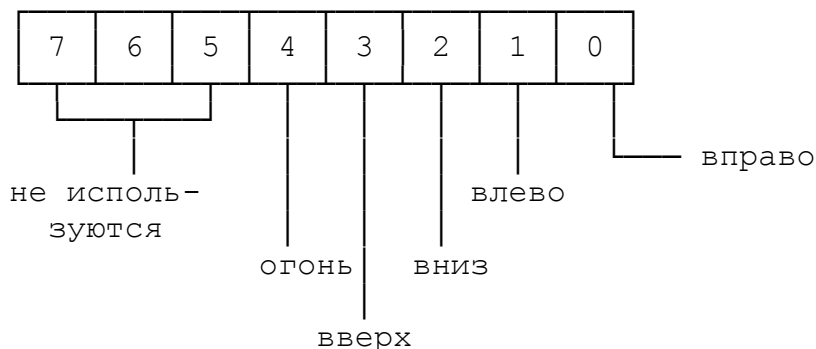 7 6 5 4 3 2 1 0
вправо
не исполь- влево
зуются
огонь вниз
вверх